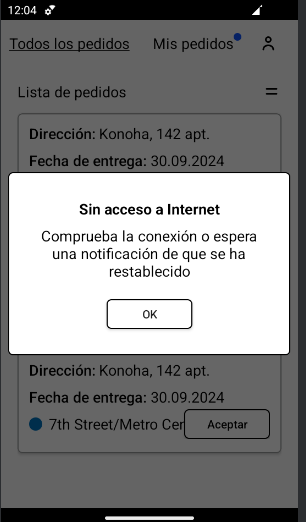 12:04
Todos los pedidos Mis pedidos
Lista de pedidos
Dirección: Konoha, 142 apt.
Fecha de entrega: 30.09.2024
Sin acceso a Internet
Comprueba la conexión o espera
una notificación de que se ha
restablecido
OK
Dirección: Konoha, 142 apt.
Fecha de entrega: 30.09.2024
7th Street/Metro Cer Aceptar